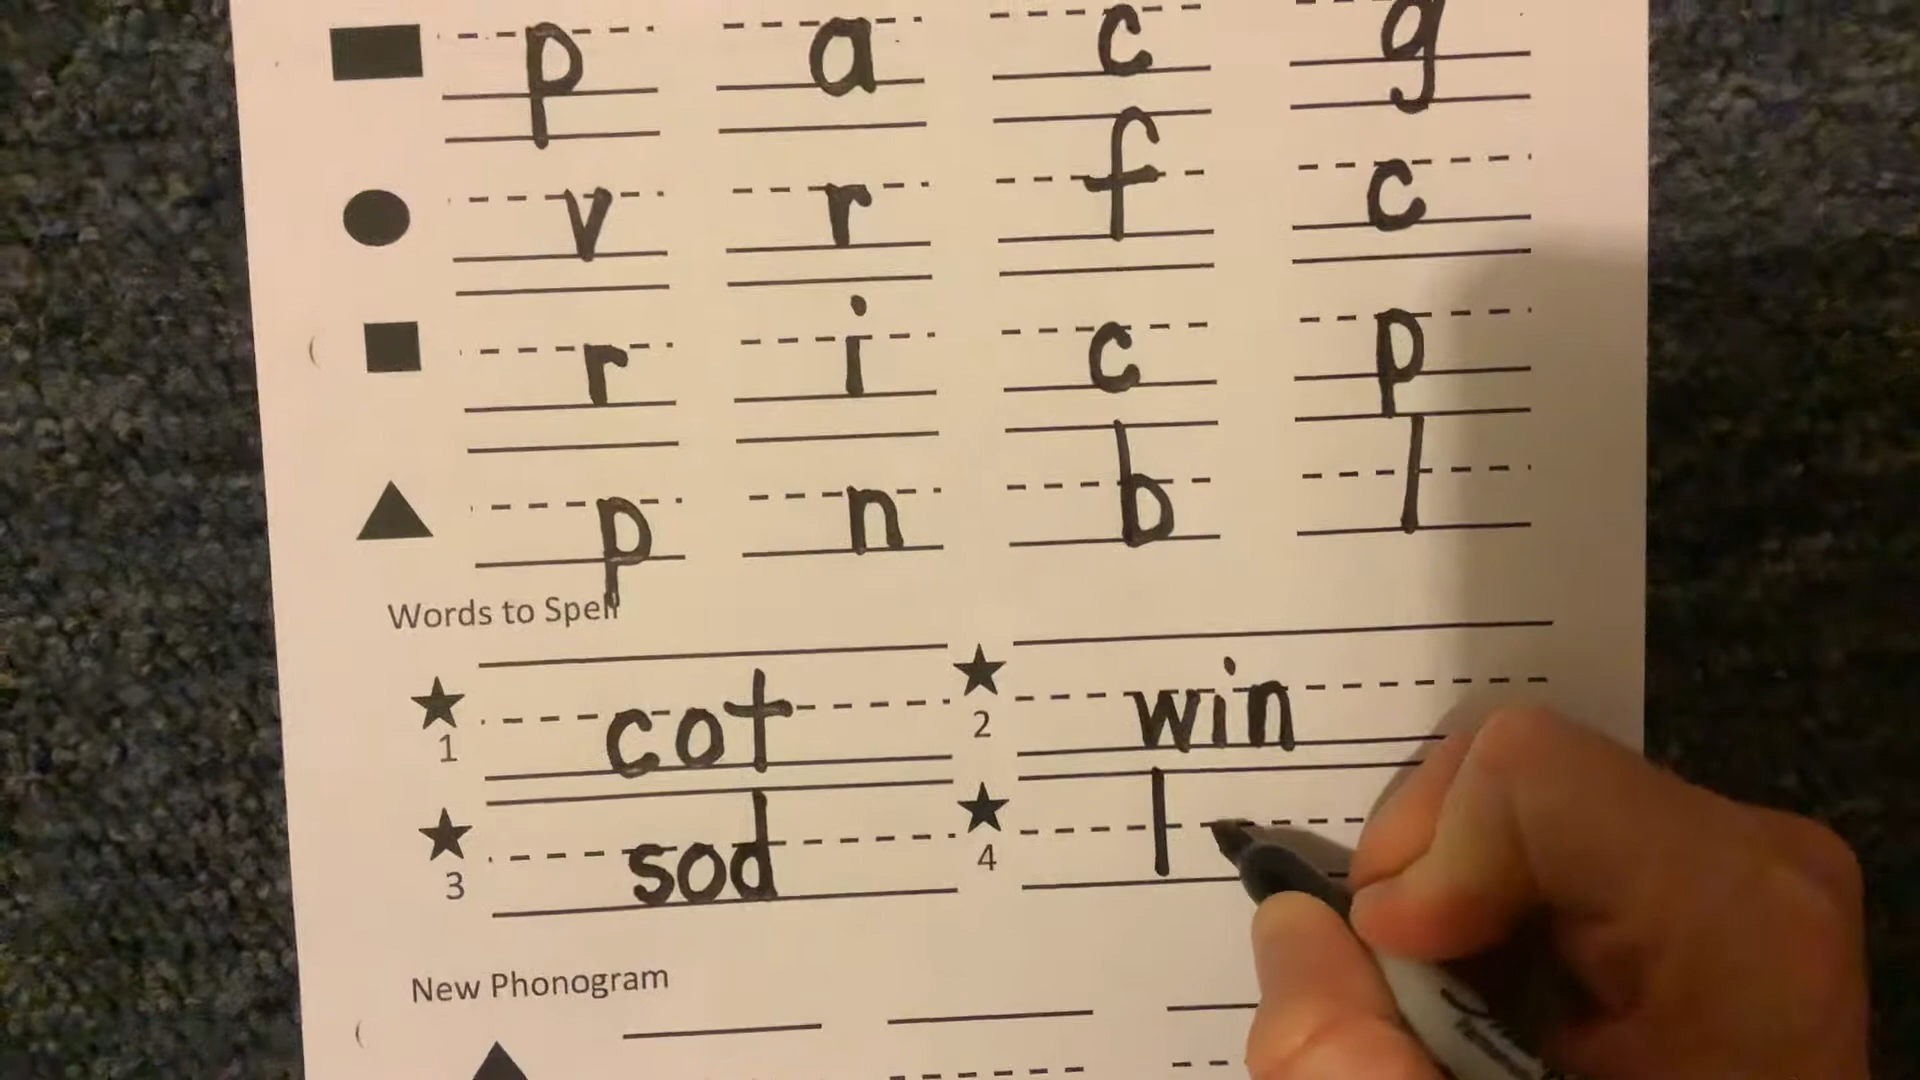 p a c g
v r f c
r i c p
p n b l
Words to Spell
1 cot 2 win
3 sod 4 l
New Phonogram